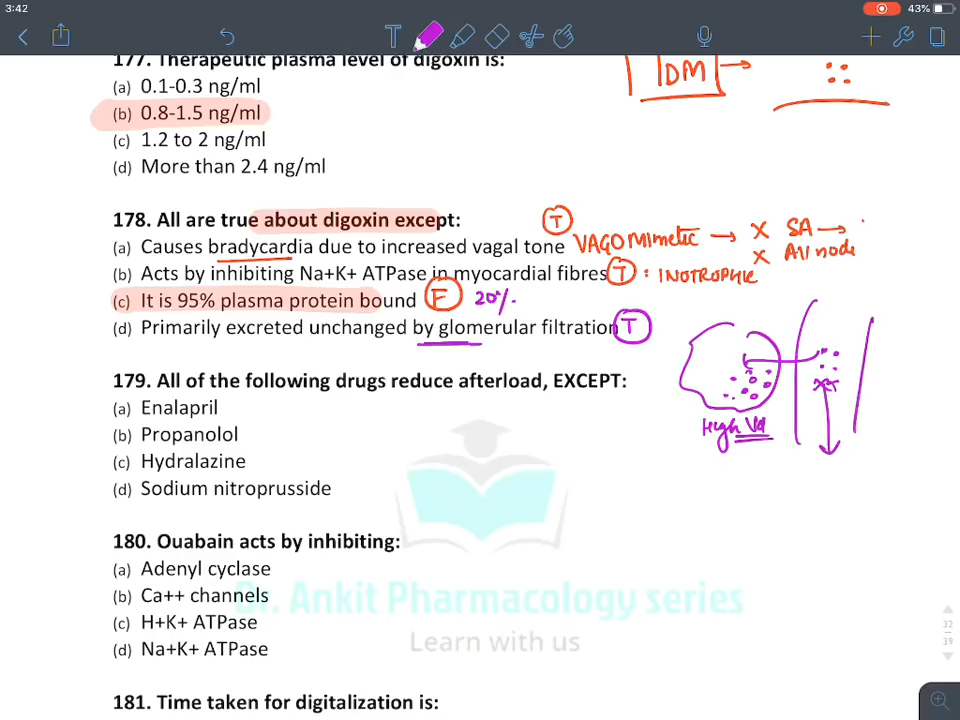 3:42
43%
T
177. Therapeutic plasma level of digoxin is:
(a) 0.1-0.3 ng/ml
(b) 0.8-1.5 ng/ml
(c) 1.2 to 2 ng/ml
(d) More than 2.4 ng/ml
DM
178. All are true about digoxin except:
(a) Causes bradycardia due to increased vagal tone
T
VAGOMimetic → X SA →
X AV node
(b) Acts by inhibiting Na+K+ ATPase in myocardial fibres
T : INOTROPHIC
(c) It is 95% plasma protein bound
F 20%.
(d) Primarily excreted unchanged by glomerular filtration
T
High Vd
179. All of the following drugs reduce afterload, EXCEPT:
(a) Enalapril
(b) Propanolol
(c) Hydralazine
(d) Sodium nitroprusside
180. Ouabain acts by inhibiting:
(a) Adenyl cyclase
(b) Ca++ channels
(c) H+K+ ATPase
(d) Na+K+ ATPase
Dr. Ankit Pharmacology series
Learn with us
32
39
181. Time taken for digitalization is: